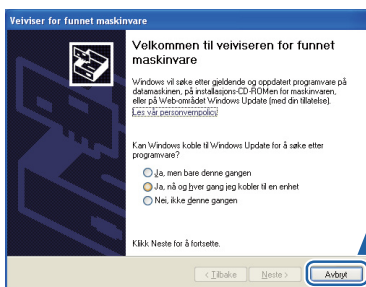 Veiviser for funnet maskinvare
Velkommen til veiviseren for funnet
maskinvare
Windows vil søke etter gjeldende og oppdatert programvare på
datamaskinen, på installasjons-CD-ROMen for maskinvaren,
eller på Web-området Windows Update (med din tillatelse).
Les vår personvernpolicy
Kan Windows koble til Windows Update for å søke etter
programvare?
Ja, men bare denne gangen
Ja, nå og hver gang jeg kobler til en enhet
Nei, ikke denne gangen
Klikk Neste for å fortsette.
< Tilbake Neste > Avbryt